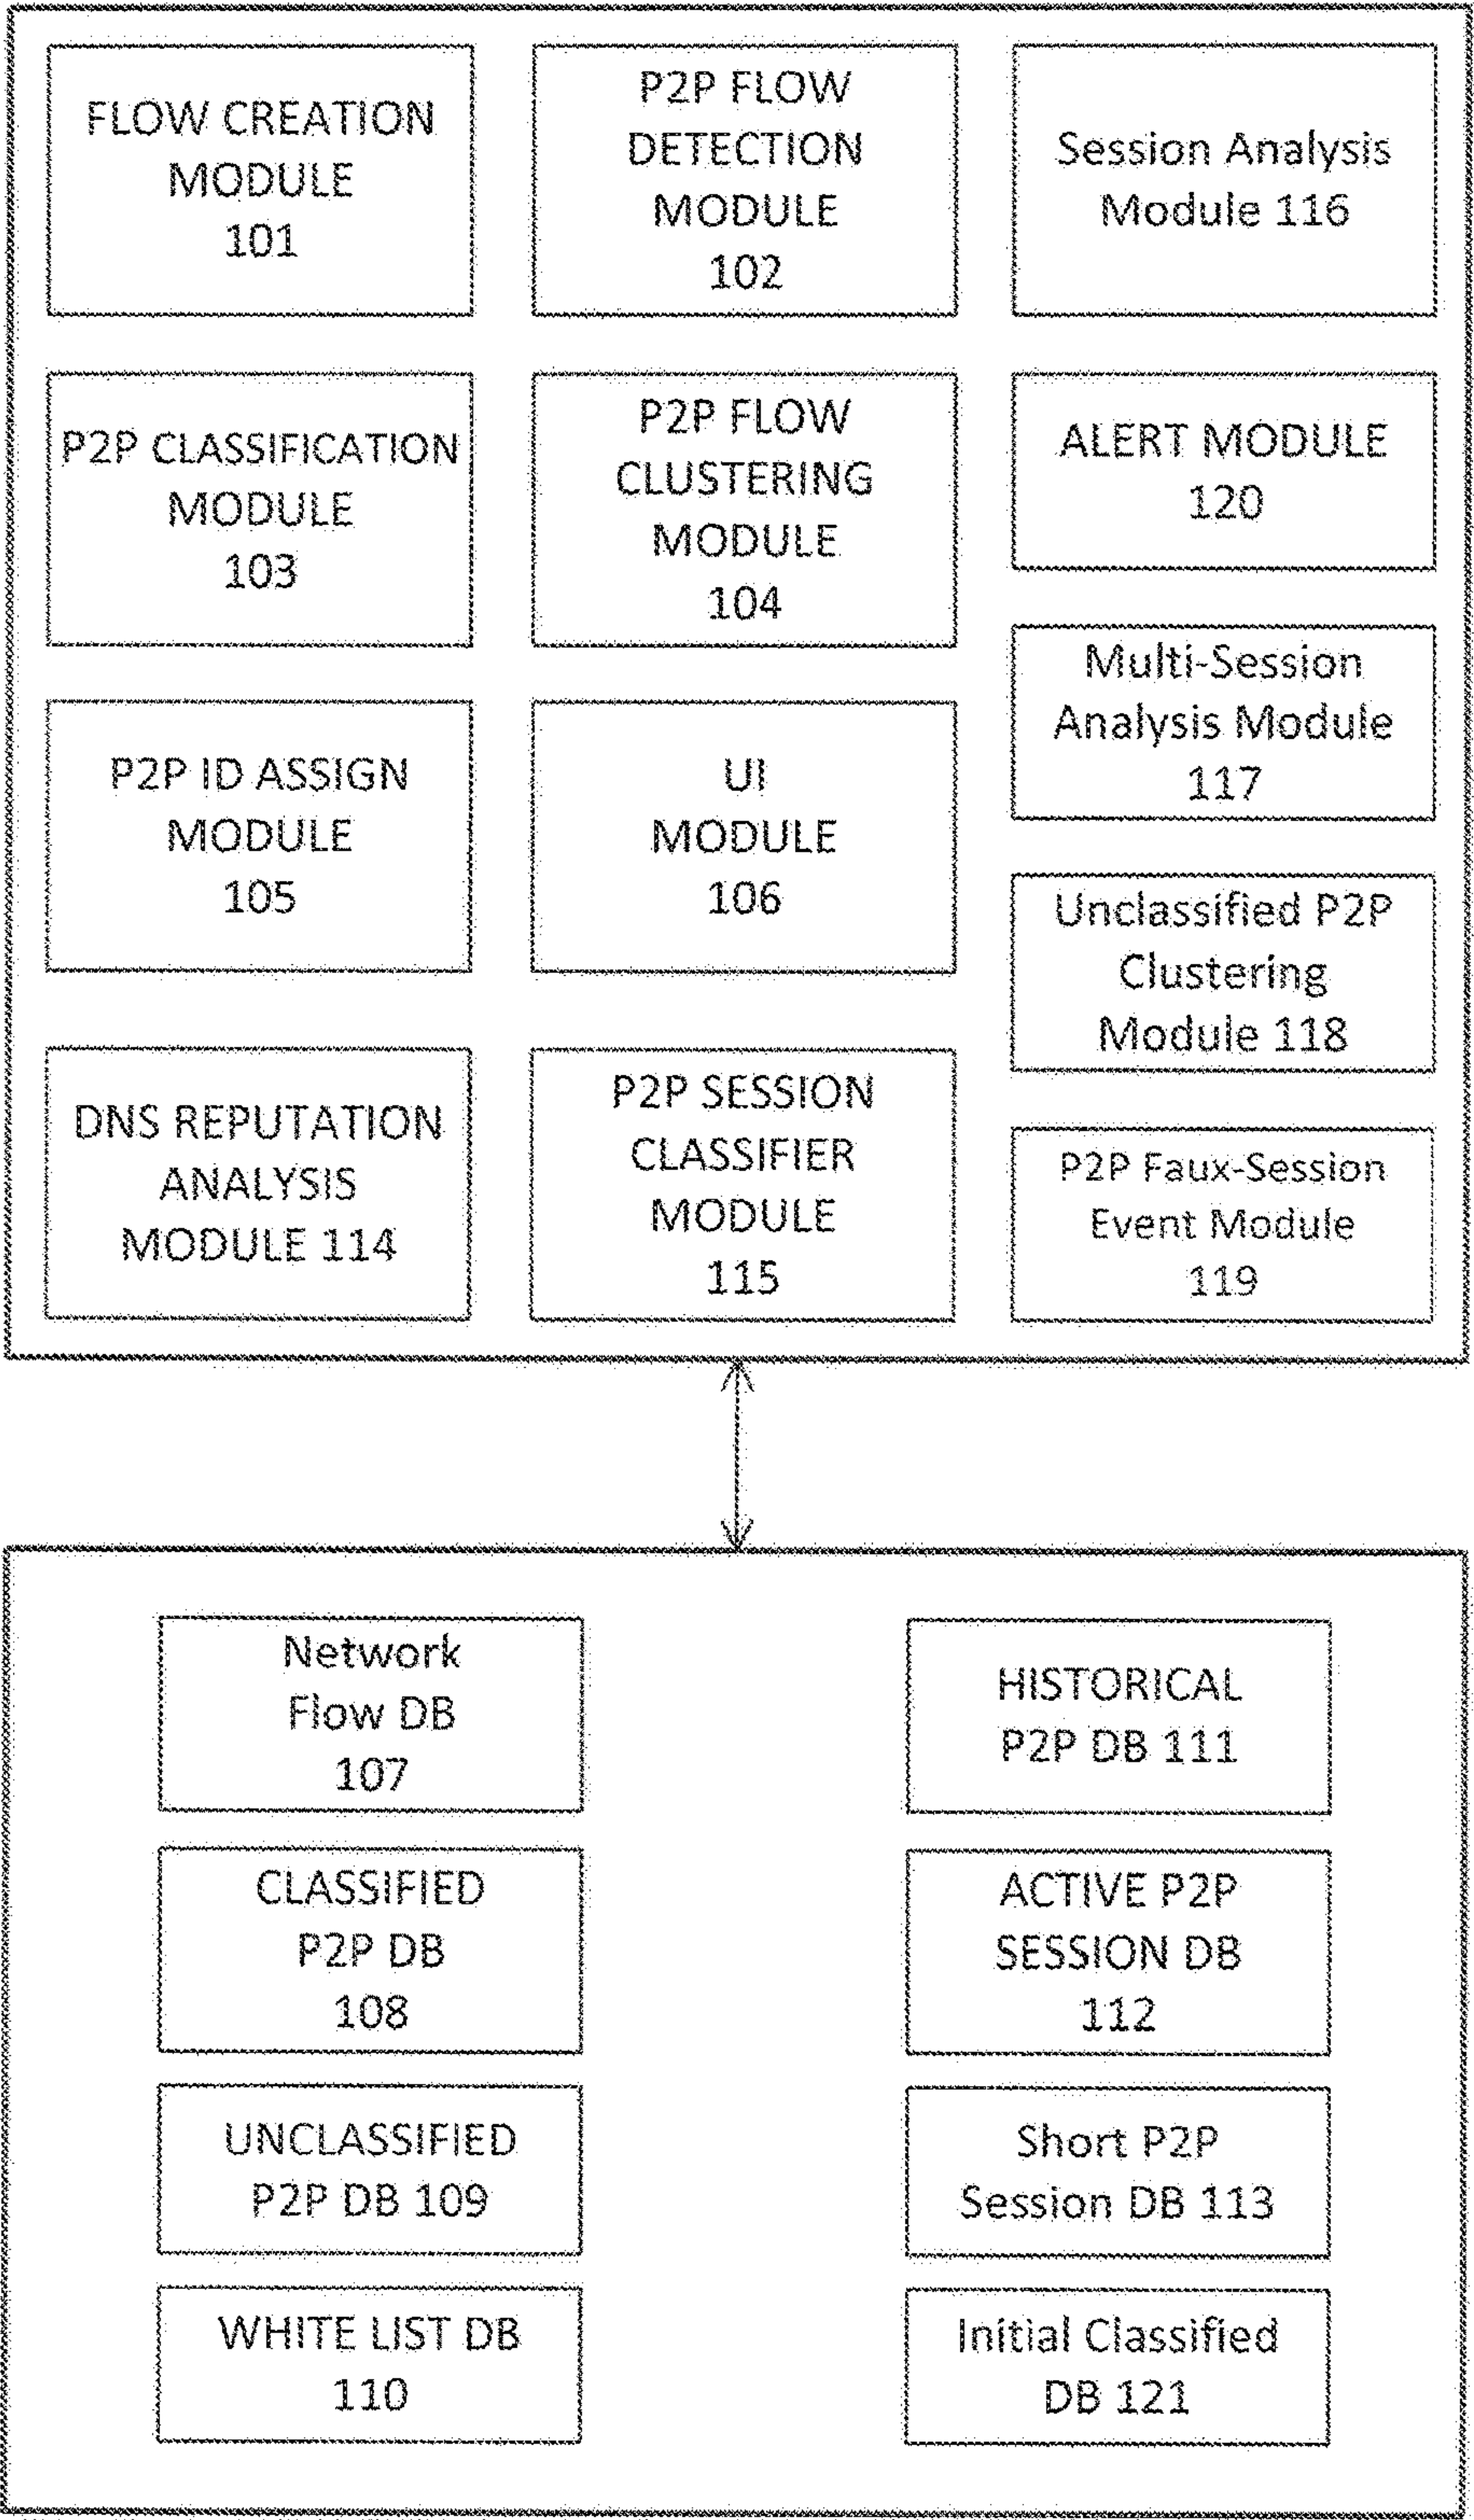 FLOW CREATION
MODULE
101
P2P FLOW
DETECTION
MODULE
102
Session Analysis
Module 116
P2P CLASSIFICATION
MODULE
103
P2P FLOW
CLUSTERING
MODULE
104
ALERT MODULE
120
Multi-Session
Analysis Module
117
P2P ID ASSIGN
MODULE
105
UI
MODULE
106
Unclassified P2P
Clustering
Module 118
DNS REPUTATION
ANALYSIS
MODULE 114
P2P SESSION
CLASSIFIER
MODULE
115
P2P Faux-Session
Event Module
119
Network
Flow DB
107
HISTORICAL
P2P DB 111
CLASSIFIED
P2P DB
108
ACTIVE P2P
SESSION DB
112
UNCLASSIFIED
P2P DB 109
Short P2P
Session DB 113
WHITE LIST DB
110
Initial Classified
DB 121